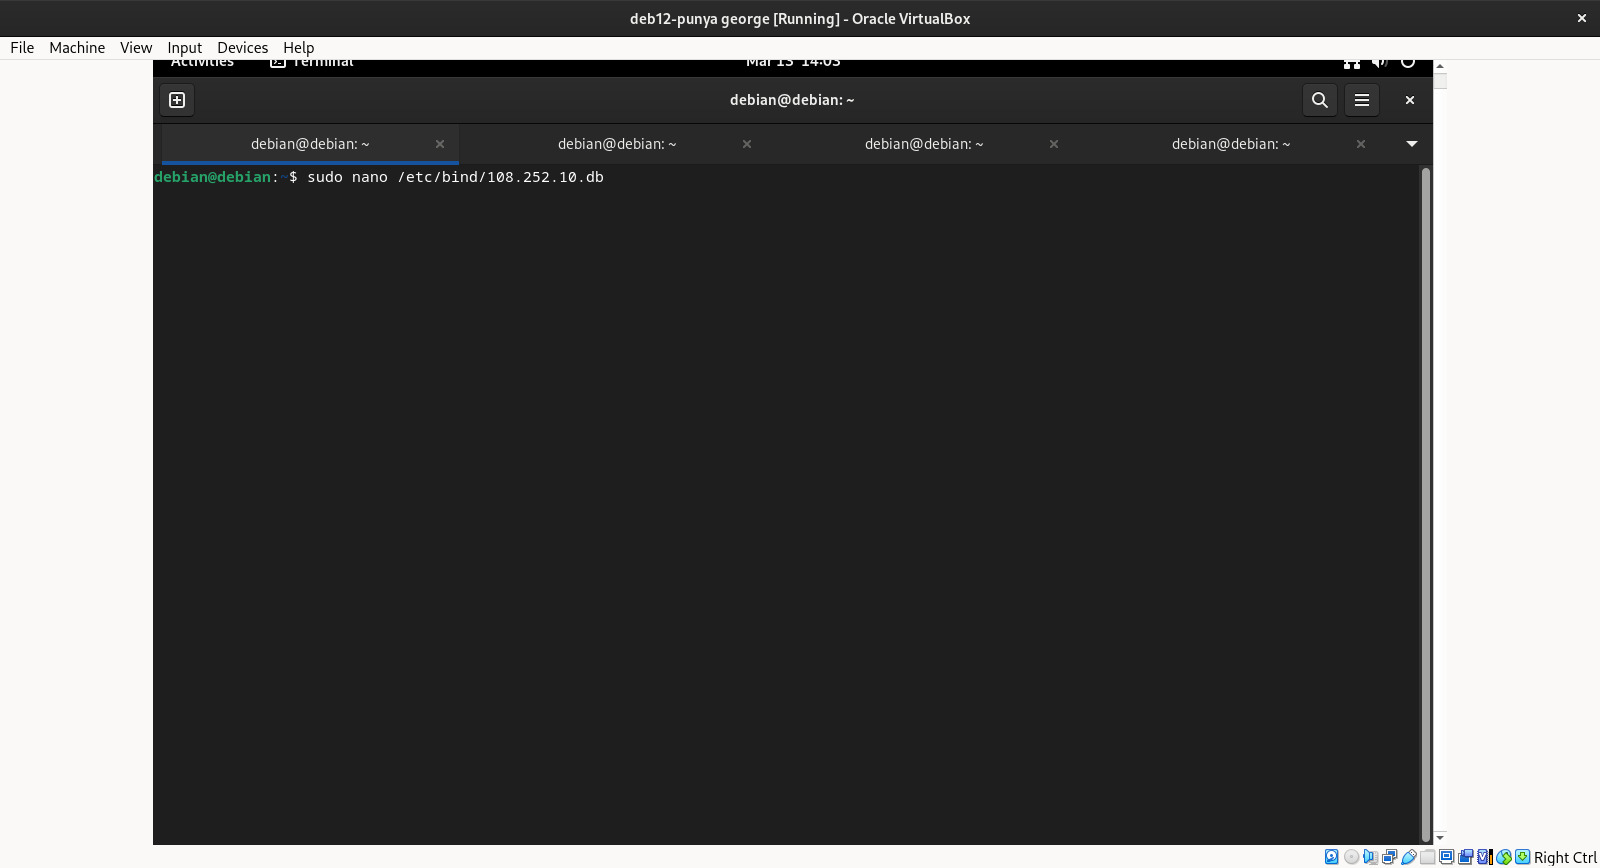 deb12-punya george [Running] - Oracle VirtualBox
File Machine View Input Devices Help
Activities Terminal Mar 13 14:03
debian@debian: ~
debian@debian: ~ debian@debian: ~ debian@debian: ~ debian@debian: ~
debian@debian:~$ sudo nano /etc/bind/108.252.10.db
Right Ctrl